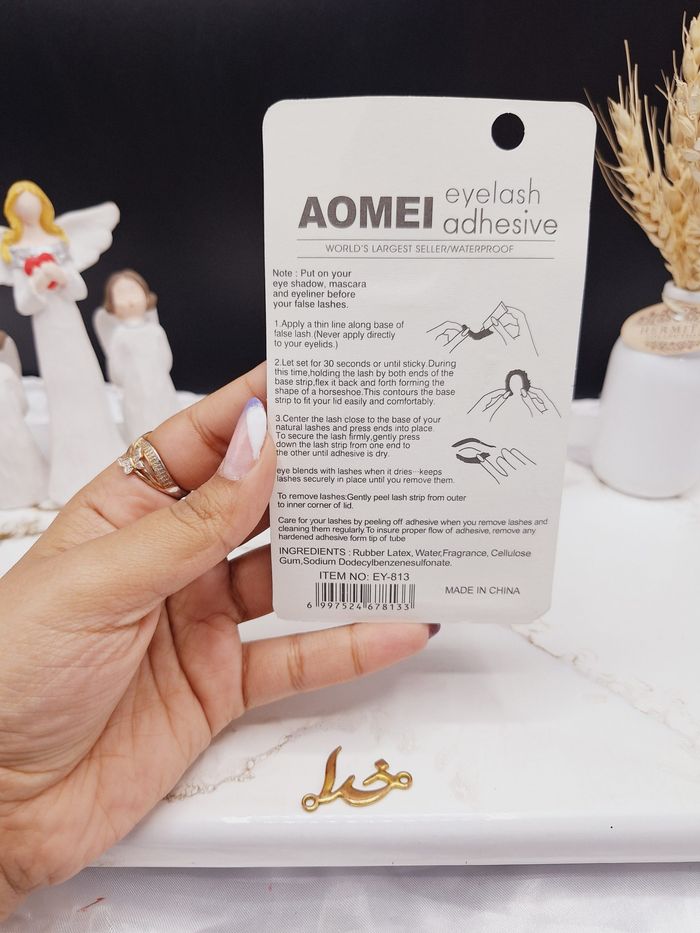 AOMEI eyelash adhesive
WORLD'S LARGEST SELLER/WATERPROOF
Note : Put on your
eye shadow, mascara
and eyeliner before
your false lashes.
1.Apply a thin line along base of
false lash.(Never apply directly
to your eyelids.)
2.Let set for 30 seconds or until sticky.During
this time,holding the lash by both ends of the
base strip,flex it back and forth forming the
shape of a horseshoe.This contours the base
strip to fit your lid easily and comfortably.
3.Center the lash close to the base of your
natural lashes and press ends into place.
To secure the lash firmly,gently press
down the lash strip from one end to
the other until adhesive is dry.
eye blends with lashes when it dries···keeps
lashes securely in place until you remove them.
To remove lashes:Gently peel lash strip from outer
to inner corner of lid.
Care for your lashes by peeling off adhesive when you remove lashes and
cleaning them regularly.To insure proper flow of adhesive, remove any
hardened adhesive form tip of tube
INGREDIENTS : Rubber Latex, Water,Fragrance, Cellulose
Gum,Sodium Dodecylbenzenesulfonate.
ITEM NO: EY-813
MADE IN CHINA
6 997524 678133